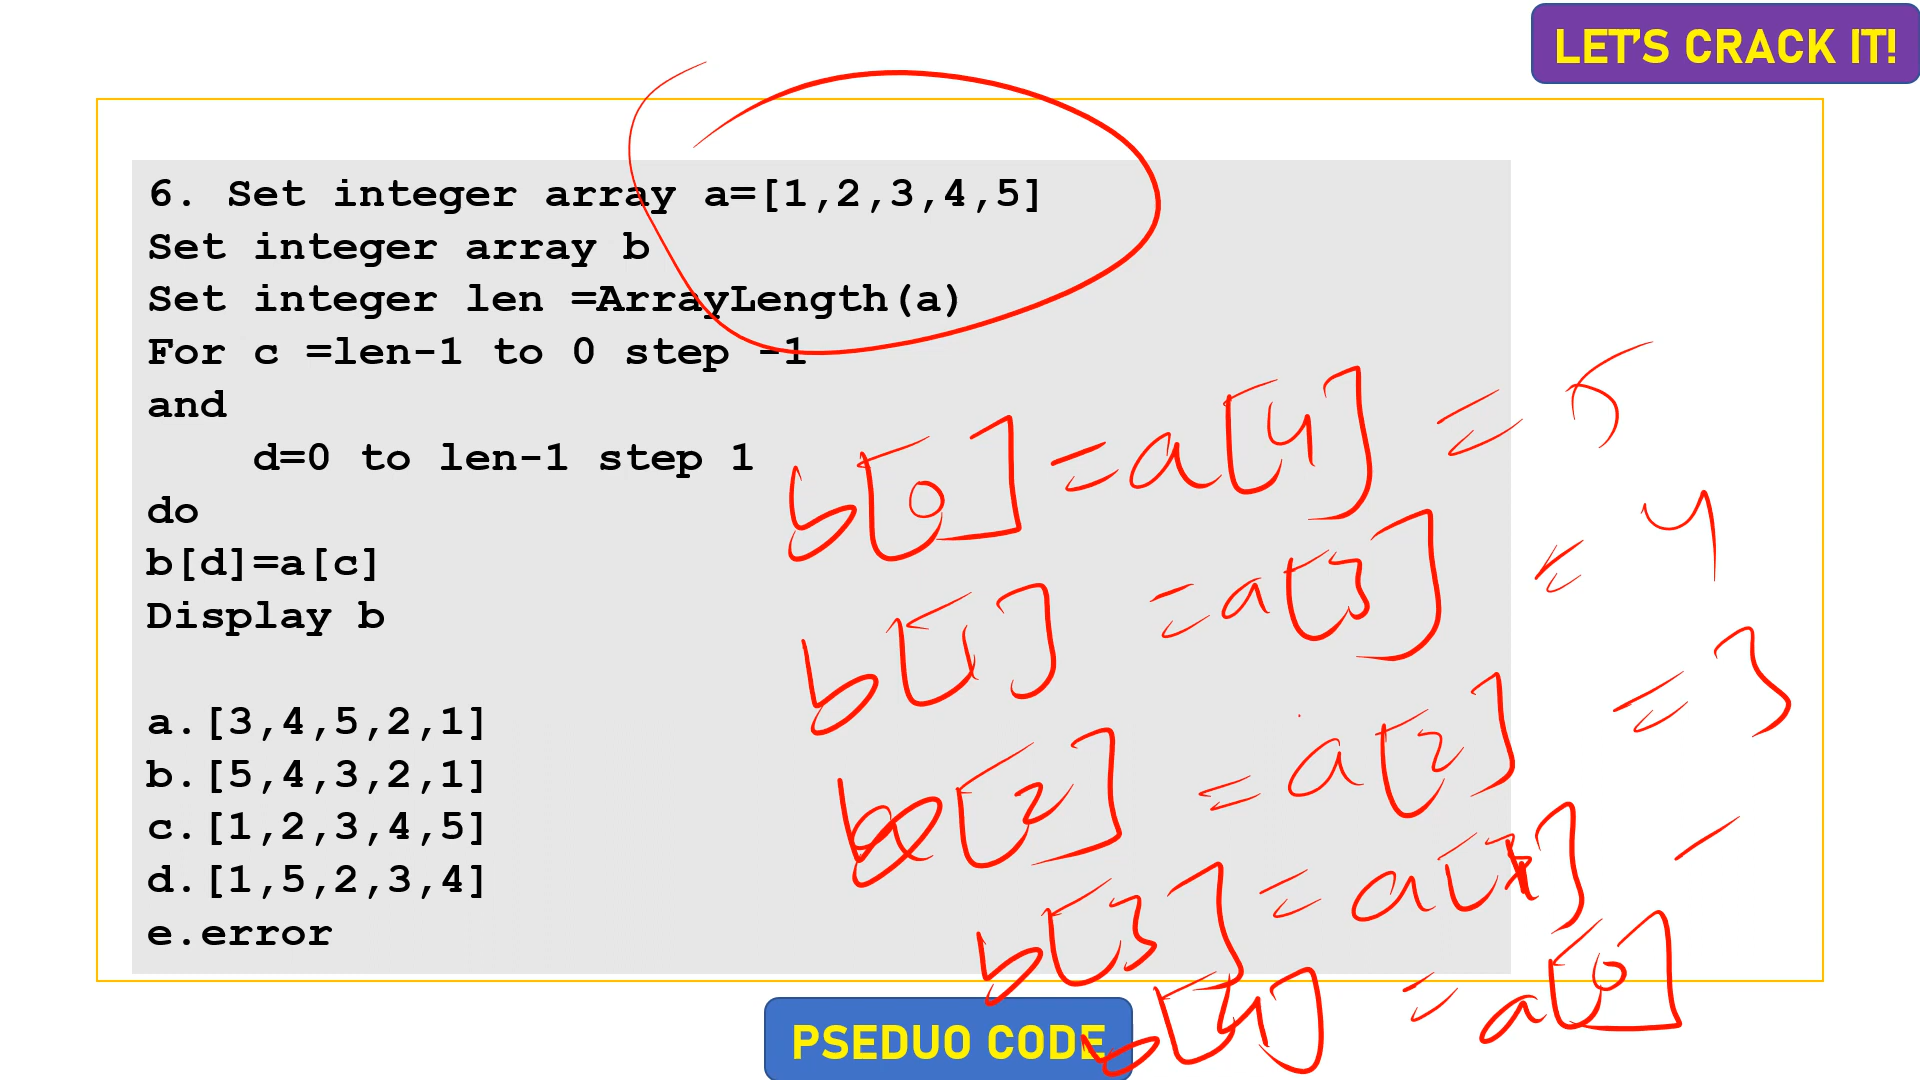 LET'S CRACK IT!
6. Set integer array a=[1,2,3,4,5]
Set integer array b
Set integer len =ArrayLength(a)
For c =len-1 to 0 step -1
and
d=0 to len-1 step 1
do
b[d]=a[c]
Display b
a.[3,4,5,2,1]
b.[5,4,3,2,1]
c.[1,2,3,4,5]
d.[1,5,2,3,4]
e.error
b[0] =a[4] = 5
b[1] =a[3] = 4
b[2] =a[2] = 3
b[3] =a[1] -
b[4] =a[0]
PSEDUO CODE